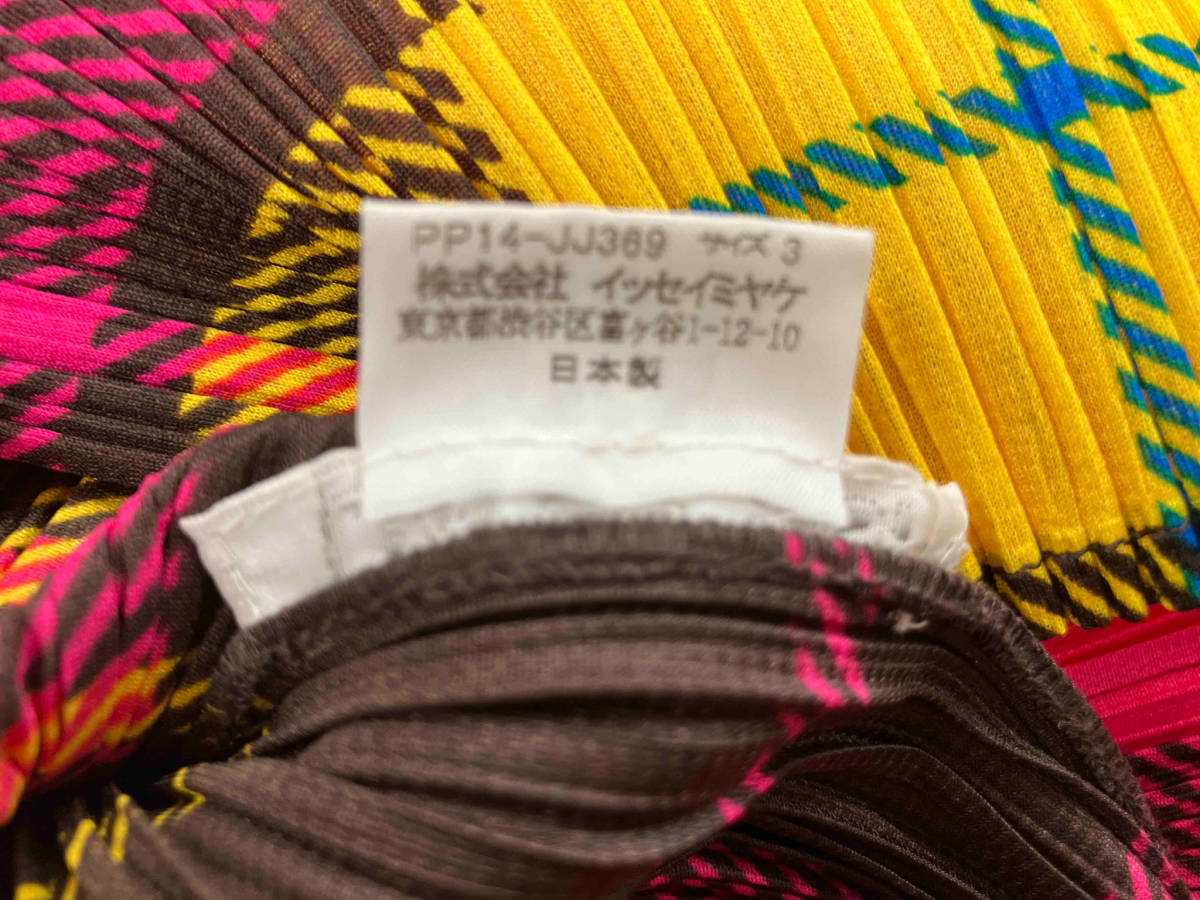 PP14-JJ369 サイズ 3
株式会社 イッセイミヤケ
東京都渋谷区富ヶ谷1-12-10
日本製